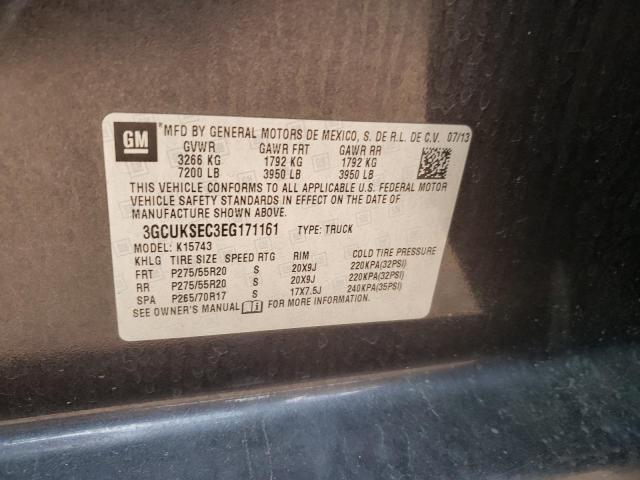 GM
MFD BY GENERAL MOTORS DE MEXICO, S. DE R.L. DE C.V. 07/13
GVWR GAWR FRT GAWR RR
3266 KG 1792 KG 1792 KG
7200 LB 3950 LB 3950 LB
THIS VEHICLE CONFORMS TO ALL APPLICABLE U.S. FEDERAL MOTOR
VEHICLE SAFETY STANDARDS IN EFFECT ON THE DATE OF
MANUFACTURE SHOWN ABOVE.
3GCUKSEC3EG171161 TYPE: TRUCK
MODEL: K15743
KHLG TIRE SIZE SPEED RTG RIM COLD TIRE PRESSURE
FRT P275/55R20 S 20X9J 220KPA(32PSI)
RR P275/55R20 S 20X9J 220KPA(32PSI)
SPA P265/70R17 S 17X7.5J 240KPA(35PSI)
SEE OWNER'S MANUAL FOR MORE INFORMATION.